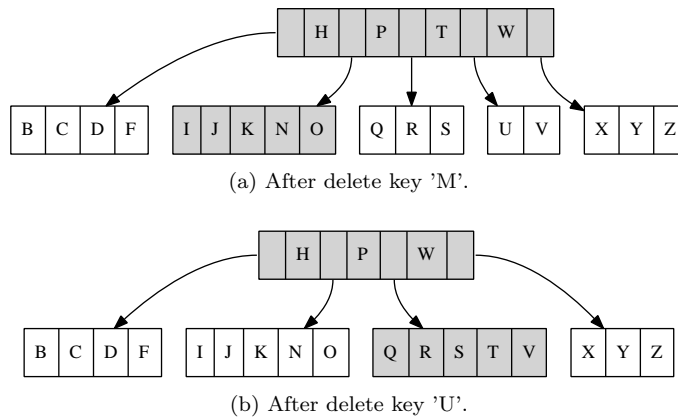 H P T W
B C D F I J K N O Q R S U V X Y Z
(a) After delete key 'M'.
H P W
B C D F I J K N O Q R S T V X Y Z
(b) After delete key 'U'.